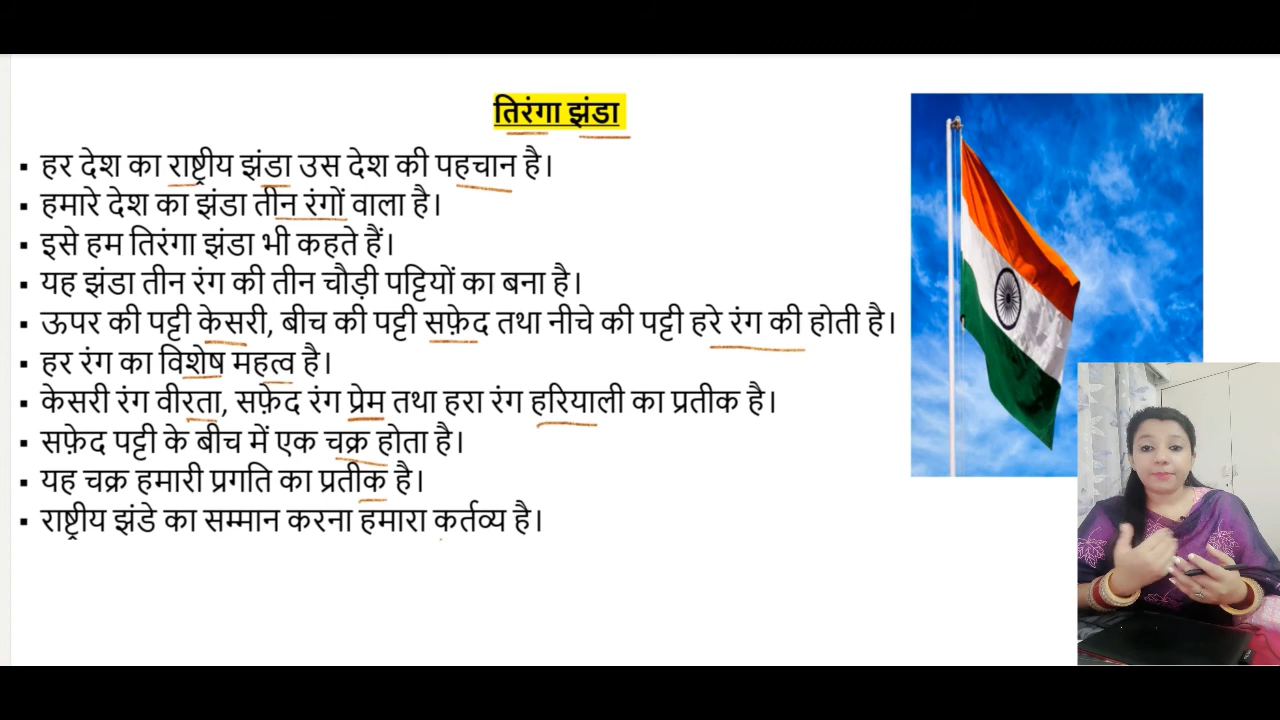 तिरंगा झंडा
▪ हर देश का राष्ट्रीय झंडा उस देश की पहचान है।
▪ हमारे देश का झंडा तीन रंगों वाला है।
▪ इसे हम तिरंगा झंडा भी कहते हैं।
▪ यह झंडा तीन रंग की तीन चौड़ी पट्टियों का बना है।
▪ ऊपर की पट्टी केसरी, बीच की पट्टी सफ़ेद तथा नीचे की पट्टी हरे रंग की होती है।
▪ हर रंग का विशेष महत्व है।
▪ केसरी रंग वीरता, सफ़ेद रंग प्रेम तथा हरा रंग हरियाली का प्रतीक है।
▪ सफ़ेद पट्टी के बीच में एक चक्र होता है।
▪ यह चक्र हमारी प्रगति का प्रतीक है।
▪ राष्ट्रीय झंडे का सम्मान करना हमारा कर्तव्य है।